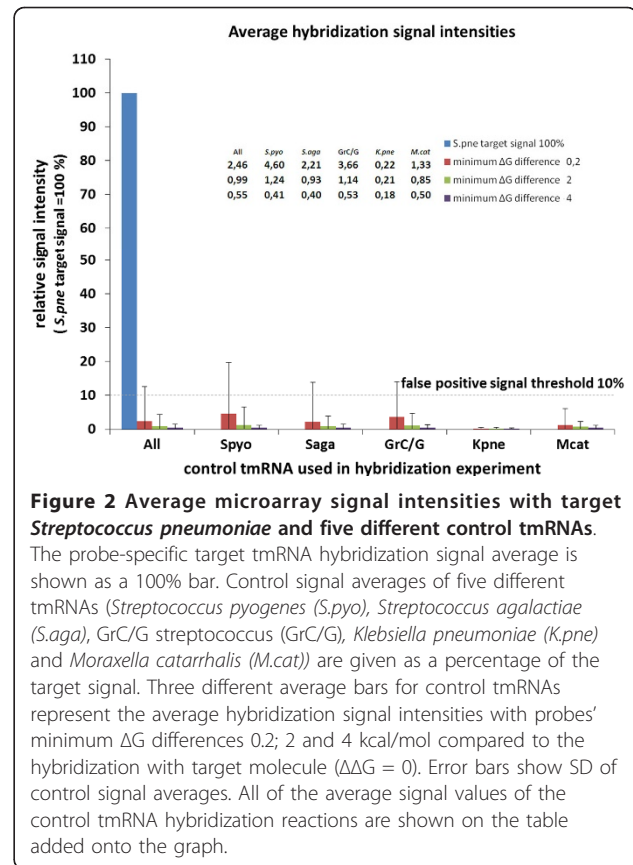 Average hybridization signal intensities
110
100
90
80
70
60
50
40
30
20
10
0
relative signal intensity
( S.pne target signal =100 %)
All S.pyo S.aga GrC/G K.pne M.cat
2,46 4,60 2,21 3,66 0,22 1,33
0,99 1,24 0,93 1,14 0,21 0,85
0,55 0,41 0,40 0,53 0,18 0,50
S.pne target signal 100%
minimum ΔG difference 0,2
minimum ΔG difference 2
minimum ΔG difference 4
false positive signal threshold 10%
All Spyo Saga GrC/G Kpne Mcat
control tmRNA used in hybridization experiment
Figure 2 Average microarray signal intensities with target
Streptococcus pneumoniae and five different control tmRNAs.
The probe-specific target tmRNA hybridization signal average is
shown as a 100% bar. Control signal averages of five different
tmRNAs (Streptococcus pyogenes (S.pyo), Streptococcus agalactiae
(S.aga), GrC/G streptococcus (GrC/G), Klebsiella pneumoniae (K.pne)
and Moraxella catarrhalis (M.cat)) are given as a percentage of the
target signal. Three different average bars for control tmRNAs
represent the average hybridization signal intensities with probes'
minimum ΔG differences 0.2; 2 and 4 kcal/mol compared to the
hybridization with target molecule (ΔΔG = 0). Error bars show SD of
control signal averages. All of the average signal values of the
control tmRNA hybridization reactions are shown on the table
added onto the graph.